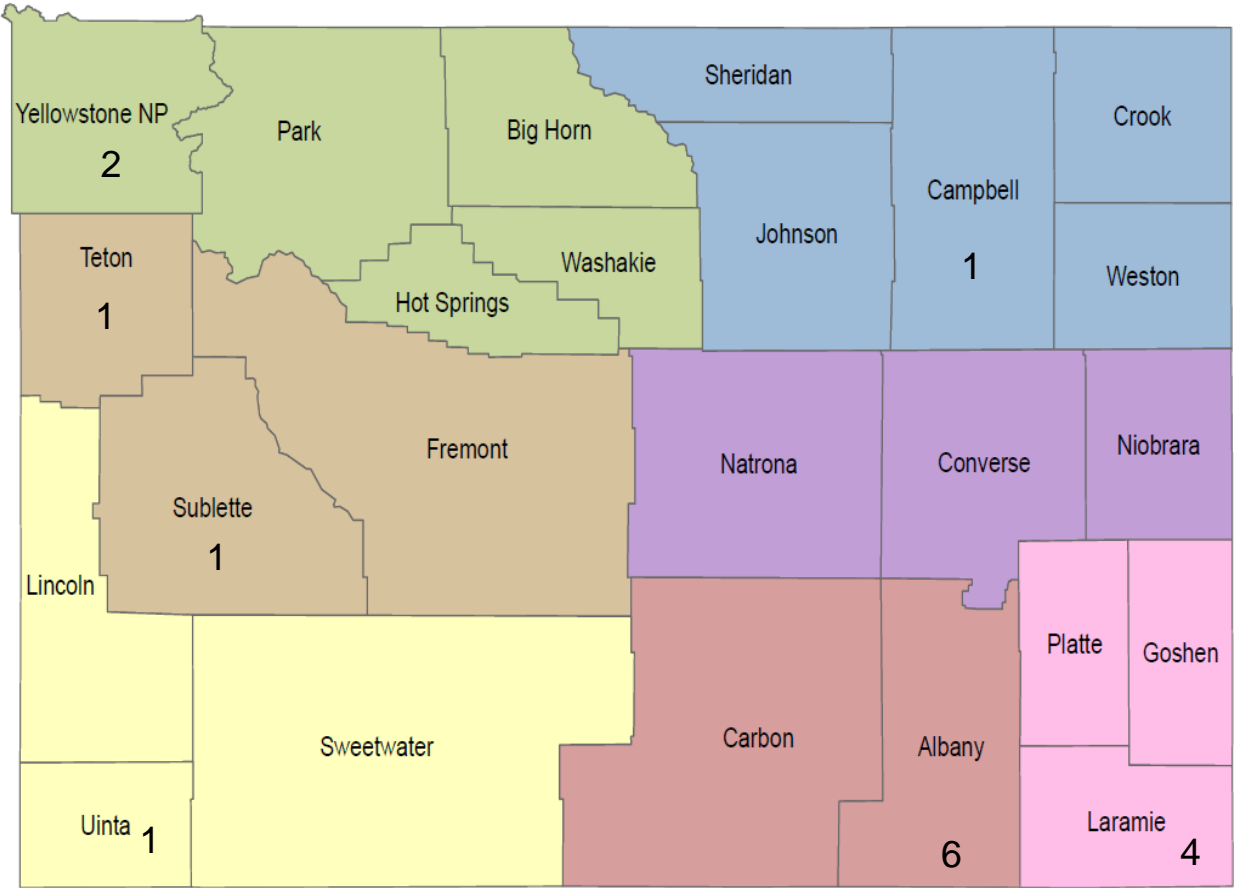 Sheridan
Yellowstone NP
2
Park
Big Horn
Crook
Campbell
1
Johnson
Teton
1
Washakie
Weston
Hot Springs
Fremont
Natrona
Converse
Niobrara
Sublette
1
Lincoln
Platte
Goshen
Sweetwater
Carbon
Albany
6
Uinta 1
Laramie
4